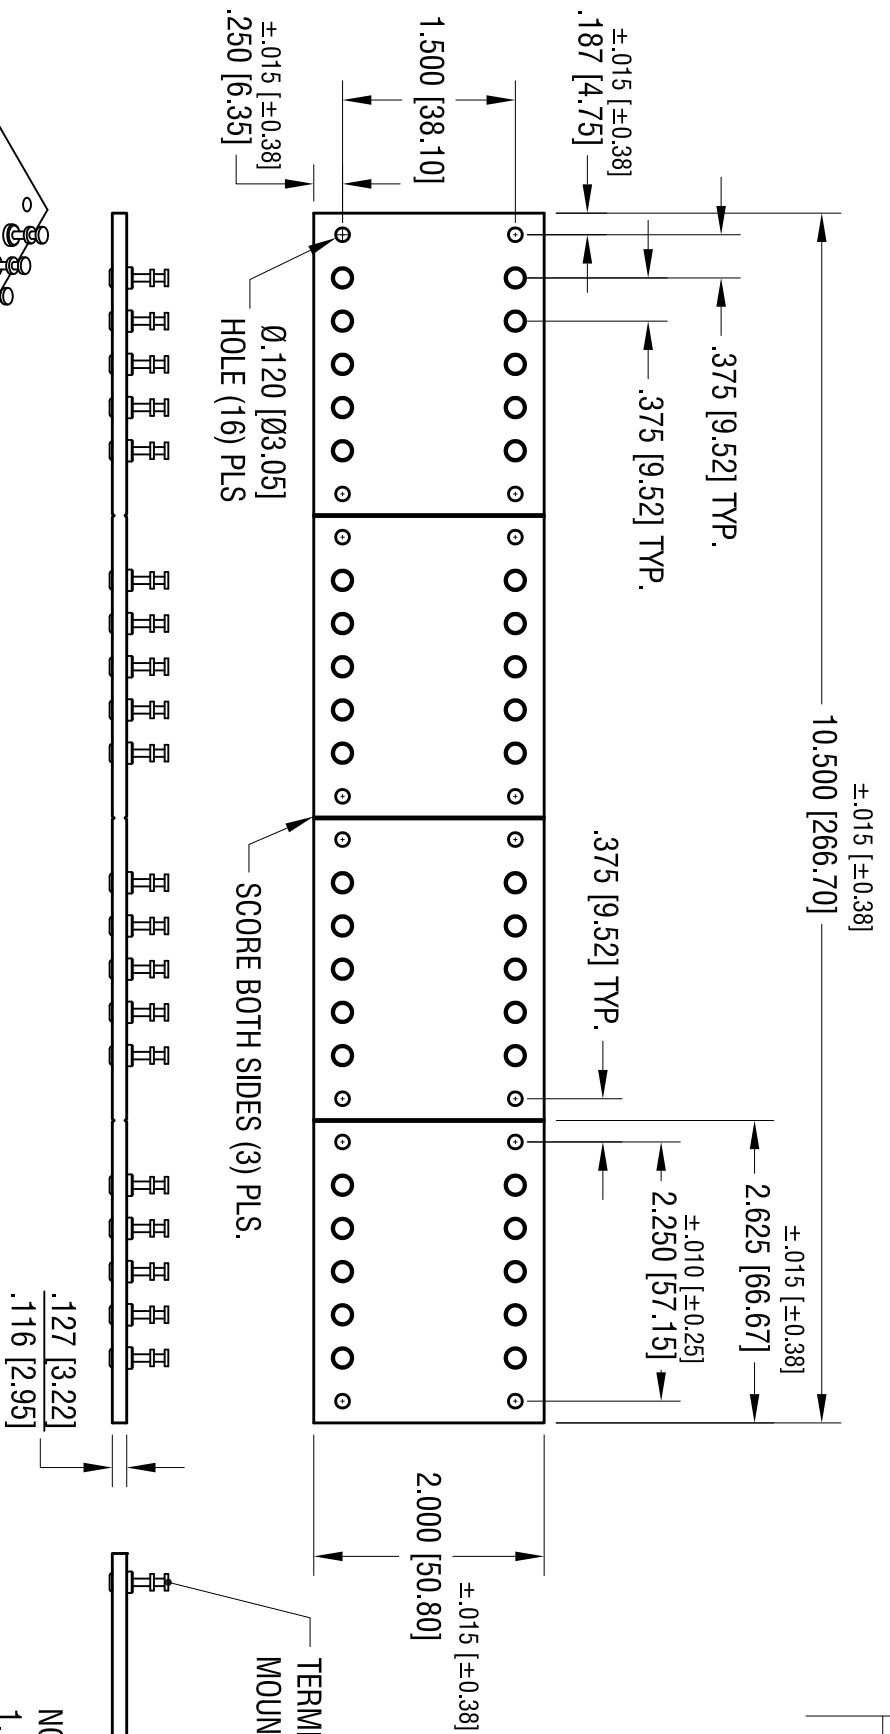 ±.015 [±0.38]
10.500 [266.70]
±.015 [±0.38]
2.625 [66.67]
±.010 [±0.25]
2.250 [57.15]
.375 [9.52] TYP.
.375 [9.52] TYP.
.375 [9.52] TYP.
±.015 [±0.38]
.187 [4.75]
1.500 [38.10]
±.015 [±0.38]
.250 [6.35]
Ø.120 [Ø3.05]
HOLE (16) PLS
SCORE BOTH SIDES (3) PLS.
±.015 [±0.38]
2.000 [50.80]
.127 [3.22]
.116 [2.95]
TERMI
MOUN
NO
1.